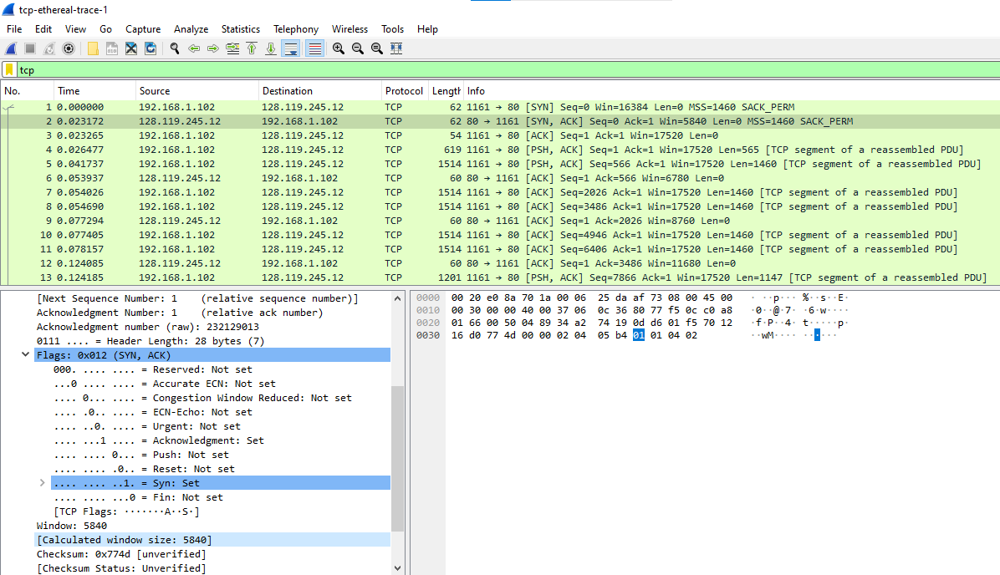 tcp-ethereal-trace-1
File Edit View Go Capture Analyze Statistics Telephony Wireless Tools Help
tcp
No. Time Source Destination Protocol Length Info
1 0.000000 192.168.1.102 128.119.245.12 TCP 62 1161 → 80 [SYN] Seq=0 Win=16384 Len=0 MSS=1460 SACK_PERM
2 0.023172 128.119.245.12 192.168.1.102 TCP 62 80 → 1161 [SYN, ACK] Seq=0 Ack=1 Win=5840 Len=0 MSS=1460 SACK_PERM
3 0.023265 192.168.1.102 128.119.245.12 TCP 54 1161 → 80 [ACK] Seq=1 Ack=1 Win=17520 Len=0
4 0.026477 192.168.1.102 128.119.245.12 TCP 619 1161 → 80 [PSH, ACK] Seq=1 Ack=1 Win=17520 Len=565 [TCP segment of a reassembled PDU]
5 0.041737 192.168.1.102 128.119.245.12 TCP 1514 1161 → 80 [PSH, ACK] Seq=566 Ack=1 Win=17520 Len=1460 [TCP segment of a reassembled PDU]
6 0.053937 128.119.245.12 192.168.1.102 TCP 60 80 → 1161 [ACK] Seq=1 Ack=566 Win=6780 Len=0
7 0.054026 192.168.1.102 128.119.245.12 TCP 1514 1161 → 80 [ACK] Seq=2026 Ack=1 Win=17520 Len=1460 [TCP segment of a reassembled PDU]
8 0.054690 192.168.1.102 128.119.245.12 TCP 1514 1161 → 80 [ACK] Seq=3486 Ack=1 Win=17520 Len=1460 [TCP segment of a reassembled PDU]
9 0.077294 128.119.245.12 192.168.1.102 TCP 60 80 → 1161 [ACK] Seq=1 Ack=2026 Win=8760 Len=0
10 0.077405 192.168.1.102 128.119.245.12 TCP 1514 1161 → 80 [ACK] Seq=4946 Ack=1 Win=17520 Len=1460 [TCP segment of a reassembled PDU]
11 0.078157 192.168.1.102 128.119.245.12 TCP 1514 1161 → 80 [ACK] Seq=6406 Ack=1 Win=17520 Len=1460 [TCP segment of a reassembled PDU]
12 0.124085 128.119.245.12 192.168.1.102 TCP 60 80 → 1161 [ACK] Seq=1 Ack=3486 Win=11680 Len=0
13 0.124185 192.168.1.102 128.119.245.12 TCP 1201 1161 → 80 [PSH, ACK] Seq=7866 Ack=1 Win=17520 Len=1147 [TCP segment of a reassembled PDU]
[Next Sequence Number: 1 (relative sequence number)]
Acknowledgment Number: 1 (relative ack number)
Acknowledgment number (raw): 232129013
0111 .... = Header Length: 28 bytes (7)
Flags: 0x012 (SYN, ACK)
000. .... .... = Reserved: Not set
...0 .... .... = Accurate ECN: Not set
.... 0... .... = Congestion Window Reduced: Not set
.... .0.. .... = ECN-Echo: Not set
.... ..0. .... = Urgent: Not set
.... ...1 .... = Acknowledgment: Set
.... .... 0... = Push: Not set
.... .... .0.. = Reset: Not set
.... .... ..1. = Syn: Set
.... .... ...0 = Fin: Not set
[TCP Flags: ·······A··S·]
Window: 5840
[Calculated window size: 5840]
Checksum: 0x774d [unverified]
[Checksum Status: Unverified]
0000 00 20 e0 8a 70 1a 00 06 25 da af 73 08 00 45 00 · ··p··· %··s··E·
0010 00 30 00 00 40 00 37 06 0c 36 80 77 f5 0c c0 a8 ·0··@·7· ·6·w····
0020 01 66 00 50 04 89 34 a2 74 19 0d d6 01 f5 70 12 ·f·P··4· t·····p·
0030 16 d0 77 4d 00 00 02 04 05 b4 01 01 04 02 ··wM···· ······